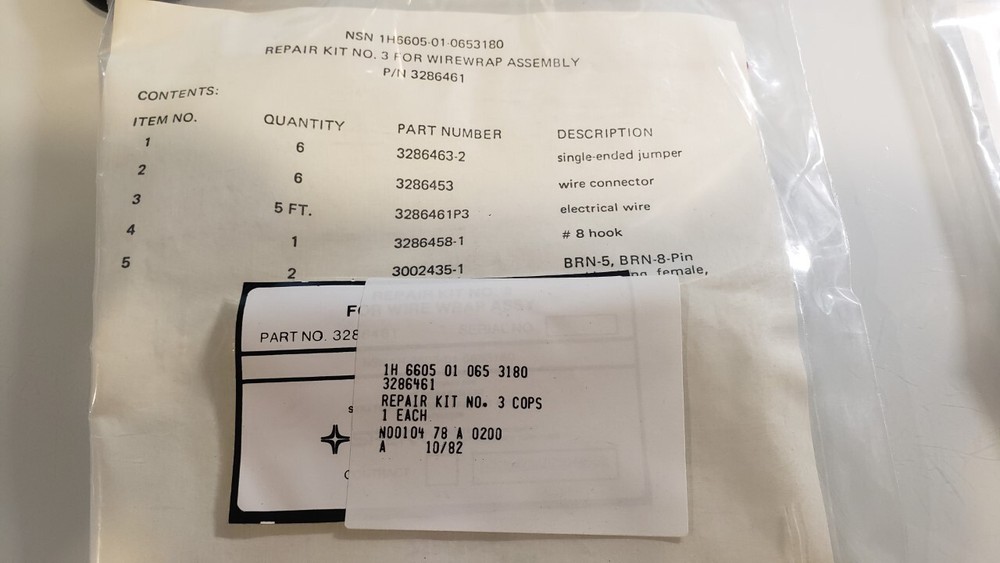 NSN 1H6605-01-0653180
REPAIR KIT NO. 3 FOR WIREWRAP ASSEMBLY
P/N 3286461
CONTENTS:
ITEM NO. QUANTITY PART NUMBER DESCRIPTION
1 6 3286463-2 single-ended jumper
2 6 3286453 wire connector
3 5 FT. 3286461P3 electrical wire
4 1 3286458-1 # 8 hook
5 2 3002435-1 BRN-5, BRN-8-Pin
female,
PART NO. 328
1H 6605 01 065 3180
3286461
REPAIR KIT NO. 3 COPS
1 EACH
N00104 78 A 0200
A 10/82